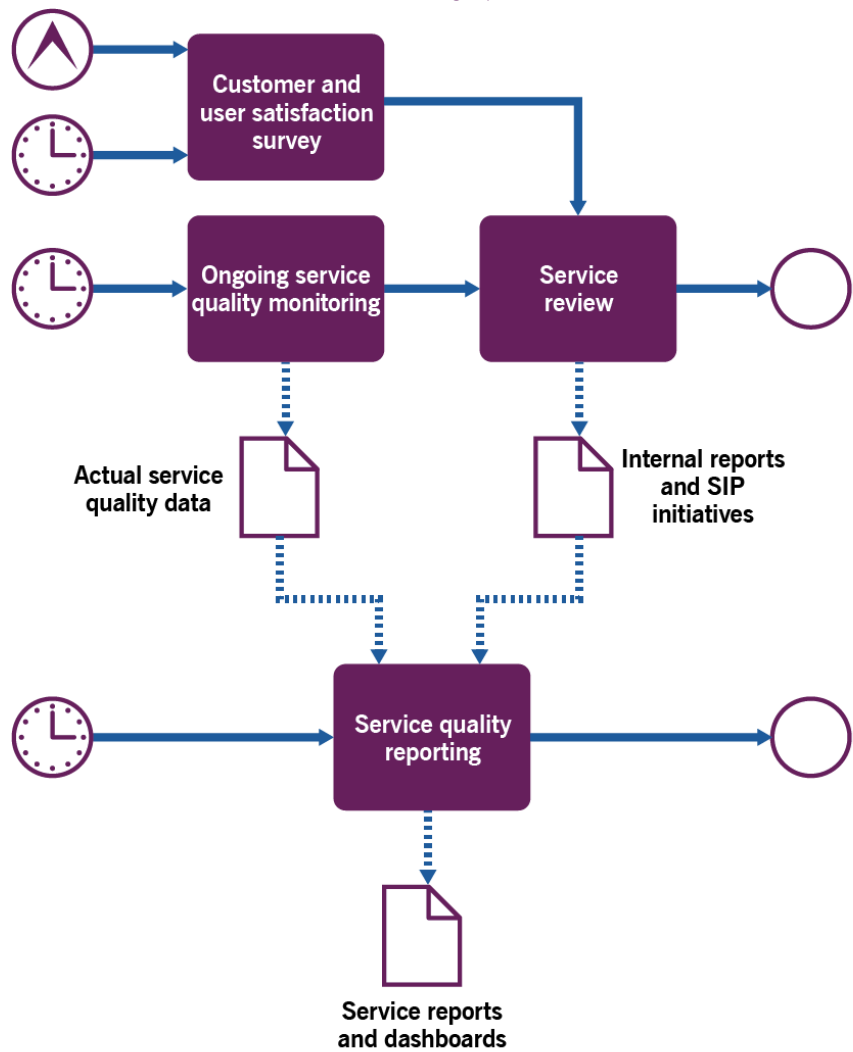 Customer and
user satisfaction
survey
Ongoing service
quality monitoring
Service
review
Actual service
quality data
Internal reports
and SIP
initiatives
Service quality
reporting
Service reports
and dashboards